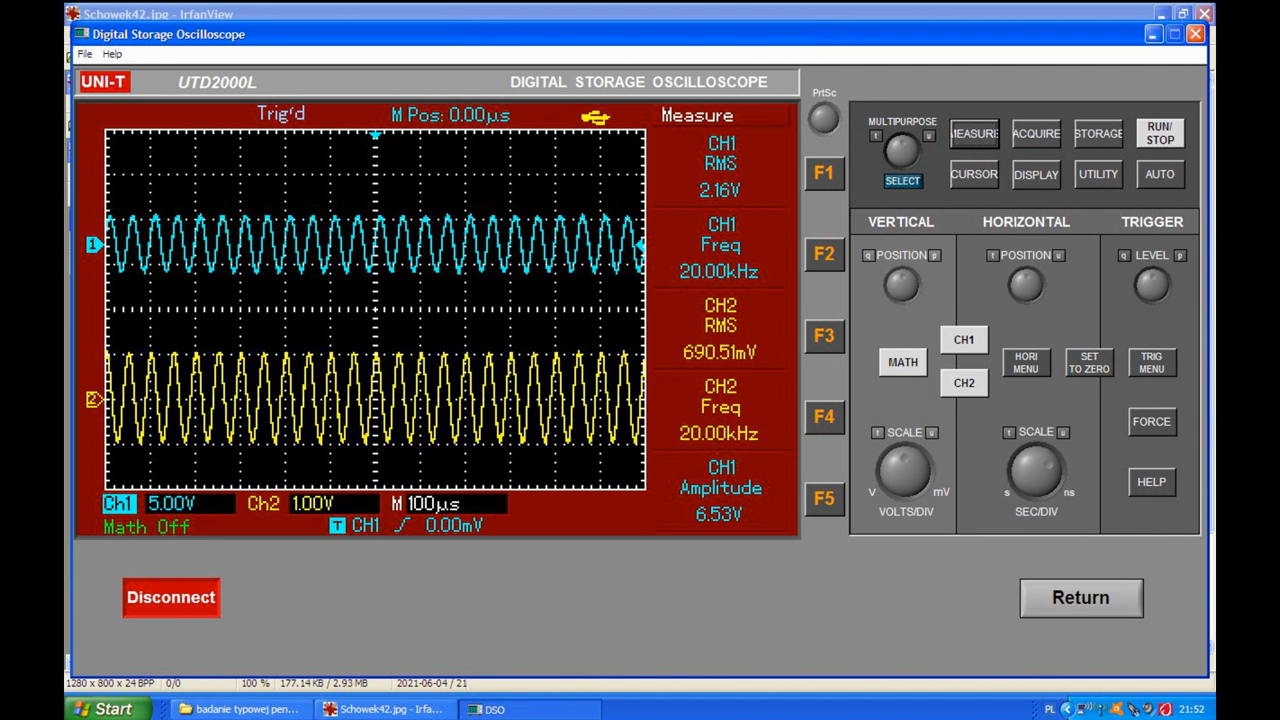 Schowek42.jpg - IrfanView
Digital Storage Oscilloscope
File Help
UNI-T UTD2000L DIGITAL STORAGE OSCILLOSCOPE
Trig'd M Pos: 0.00μs Measure
CH1
RMS
2.16V
CH1
Freq
20.00kHz
CH2
RMS
690.51mV
CH2
Freq
20.00kHz
CH1
Amplitude
6.53V
1
2
Ch1 5.00V Ch2 1.00V M 100μs
Math Off T CH1 0.00mV
PrtSc
F1
F2
F3
F4
F5
MULTIPURPOSE
t u
SELECT
MEASURE ACQUIRE STORAGE RUN/
STOP
CURSOR DISPLAY UTILITY AUTO
VERTICAL HORIZONTAL TRIGGER
q POSITION p t POSITION u q LEVEL p
CH1
MATH
CH2
HORI
MENU
SET
TO ZERO
TRIG
MENU
FORCE
HELP
t SCALE u t SCALE u
V mV s ns
VOLTS/DIV SEC/DIV
Disconnect Return
1280 x 800 x 24 BPP 0/0 100 % 177.14 KB / 2.93 MB 2021-06-04 / 21
Start badanie typowej pen... Schowek42.jpg - Irfa... DSO PL 21:52